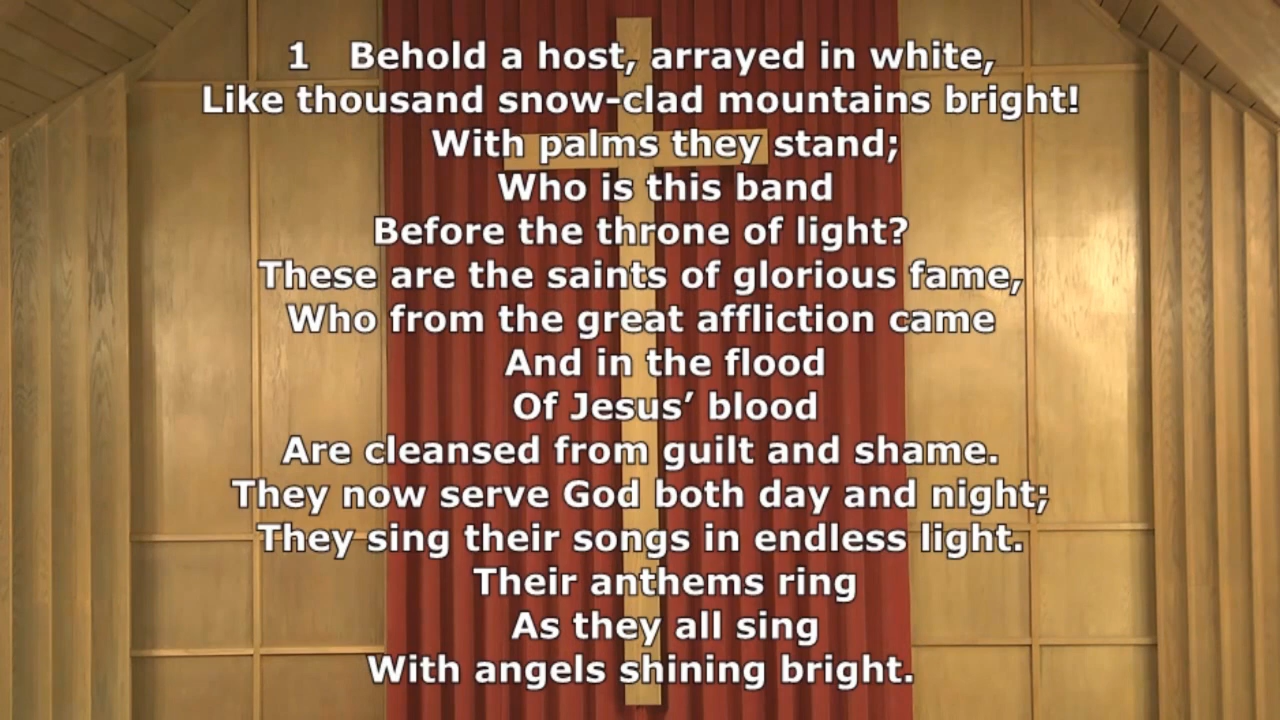 1 Behold a host, arrayed in white,
Like thousand snow-clad mountains bright!
With palms they stand;
Who is this band
Before the throne of light?
These are the saints of glorious fame,
Who from the great affliction came
And in the flood
Of Jesus’ blood
Are cleansed from guilt and shame.
They now serve God both day and night;
They sing their songs in endless light.
Their anthems ring
As they all sing
With angels shining bright.